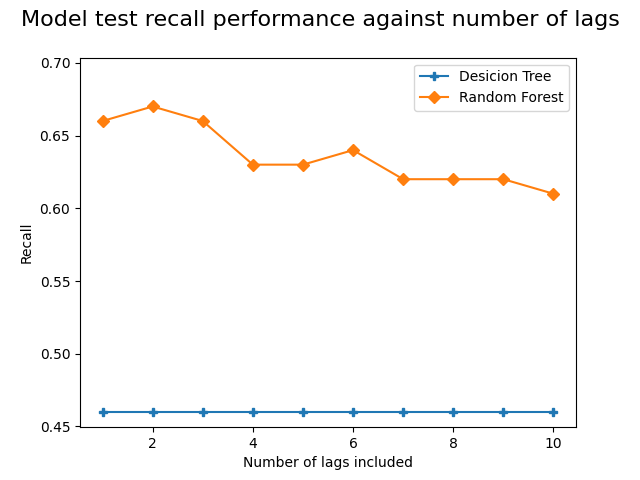 Model test recall performance against number of lags
Desicion Tree
Random Forest
0.70
0.65
0.60
0.55
0.50
0.45
Recall
2
4
6
8
10
Number of lags included